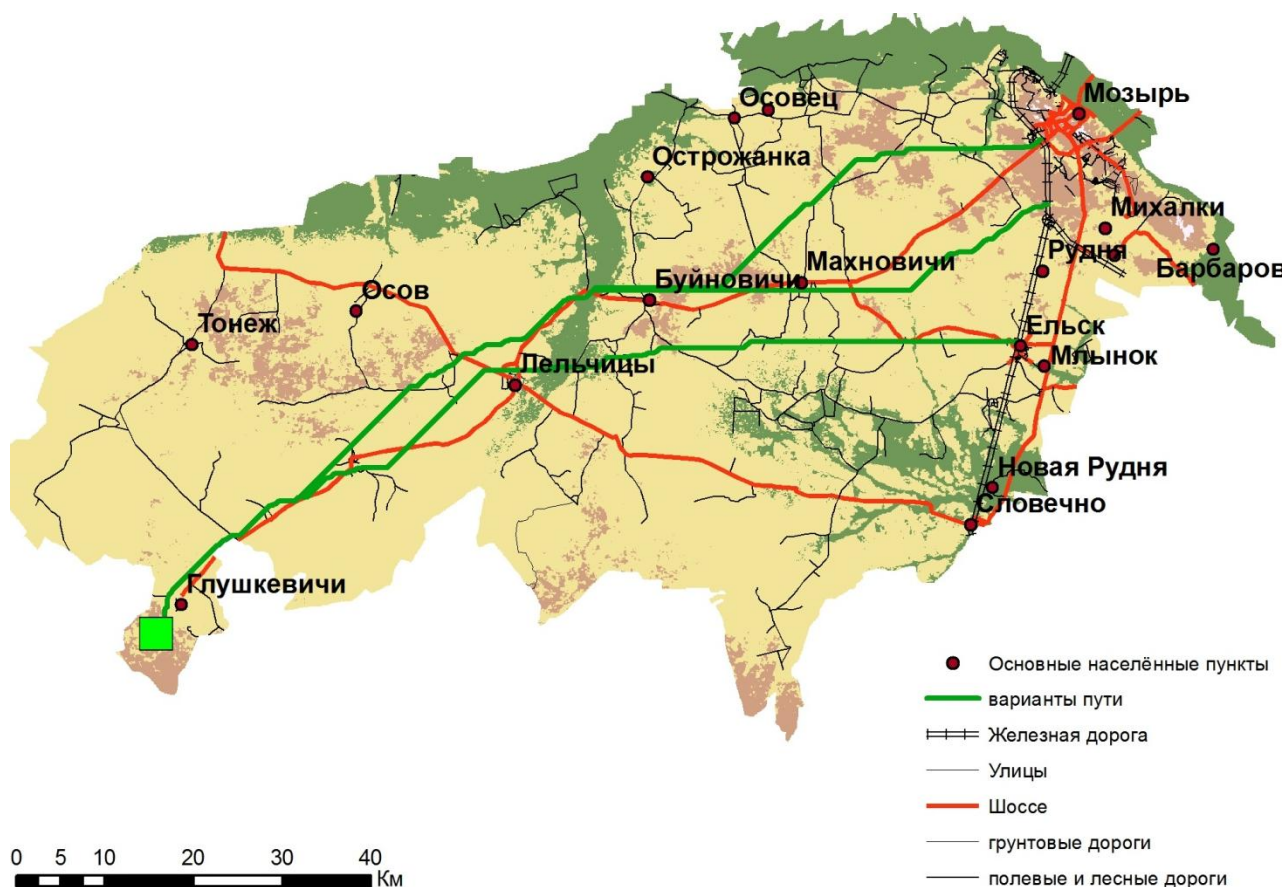 Мозырь
Осовец
Острожанка
Михалки
Рудня
Барбаров
Махновичи
Буйновичи
Осов
Тонеж
Ельск
Млынок
Лельчицы
Новая Рудня
Словечно
Глушкевичи
Основные населённые пункты
варианты пути
Железная дорога
Улицы
Шоссе
грунтовые дороги
полевые и лесные дороги
0 5 10 20 30 40
Км